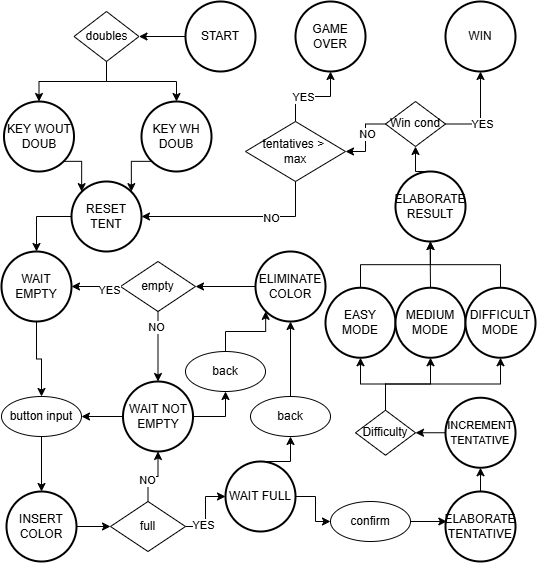 doubles
START
GAME
OVER
WIN
YES
KEY WOUT
DOUB
KEY WH
DOUB
tentatives >
max
NO
Win cond
YES
RESET
TENT
NO
ELABORATE
RESULT
WAIT
EMPTY
YES
empty
ELIMINATE
COLOR
NO
EASY
MODE
MEDIUM
MODE
DIFFICULT
MODE
back
button input
WAIT NOT
EMPTY
back
Difficulty
INCREMENT
TENTATIVE
NO
WAIT FULL
INSERT
COLOR
full
YES
confirm
ELABORATE
TENTATIVE